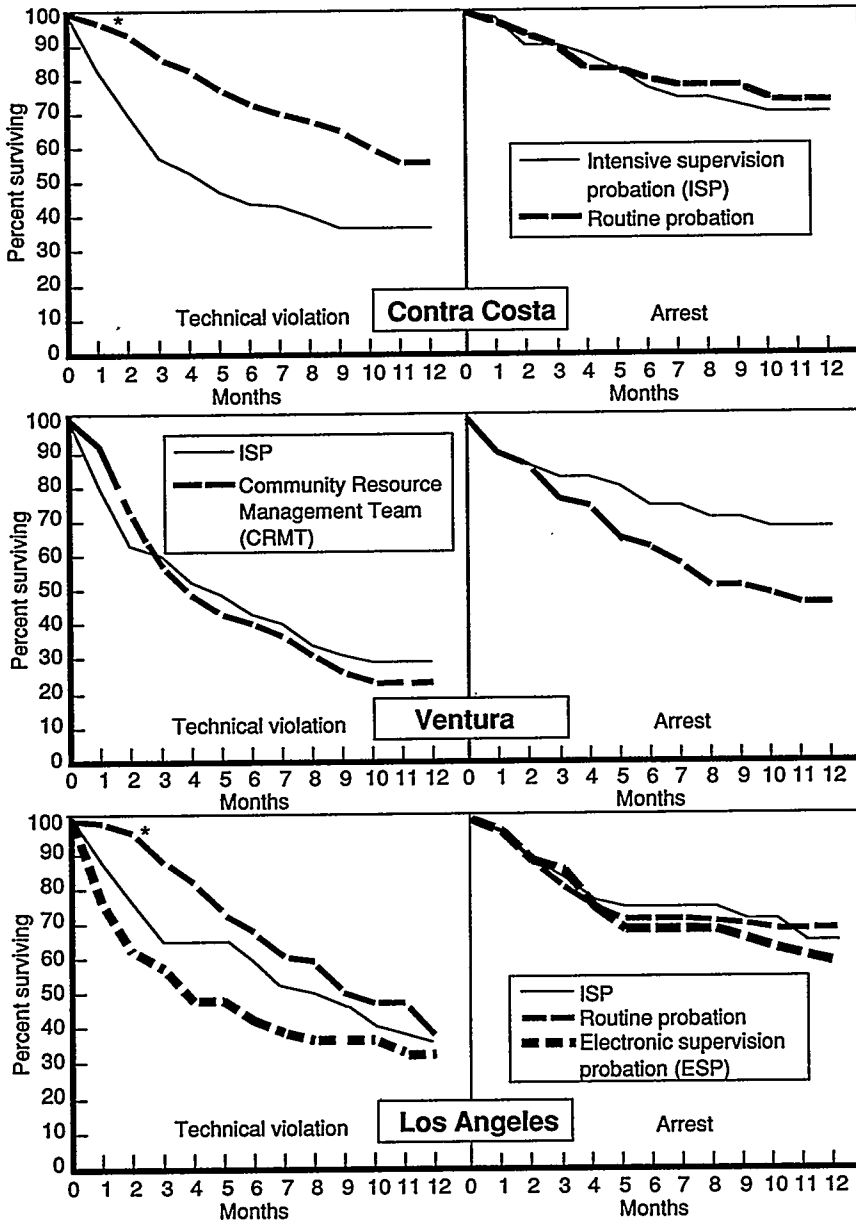 Percent surviving
100
90
80
70
60
50
40
30
20
10
0
*
Technical violation
0 1 2 3 4 5 6 7 8 9 10 11 12
Months
Contra Costa
Intensive supervision
probation (ISP)
Routine probation
Arrest
0 1 2 3 4 5 6 7 8 9 10 11 12
Months
Percent surviving
100
90
80
70
60
50
40
30
20
10
0
ISP
Community Resource
Management Team
(CRMT)
Technical violation
0 1 2 3 4 5 6 7 8 9 10 11 12
Months
Ventura
Arrest
0 1 2 3 4 5 6 7 8 9 10 11 12
Months
Percent surviving
100
90
80
70
60
50
40
30
20
10
0
*
Technical violation
0 1 2 3 4 5 6 7 8 9 10 11 12
Months
Los Angeles
ISP
Routine probation
Electronic supervision
probation (ESP)
Arrest
0 1 2 3 4 5 6 7 8 9 10 11 12
Months